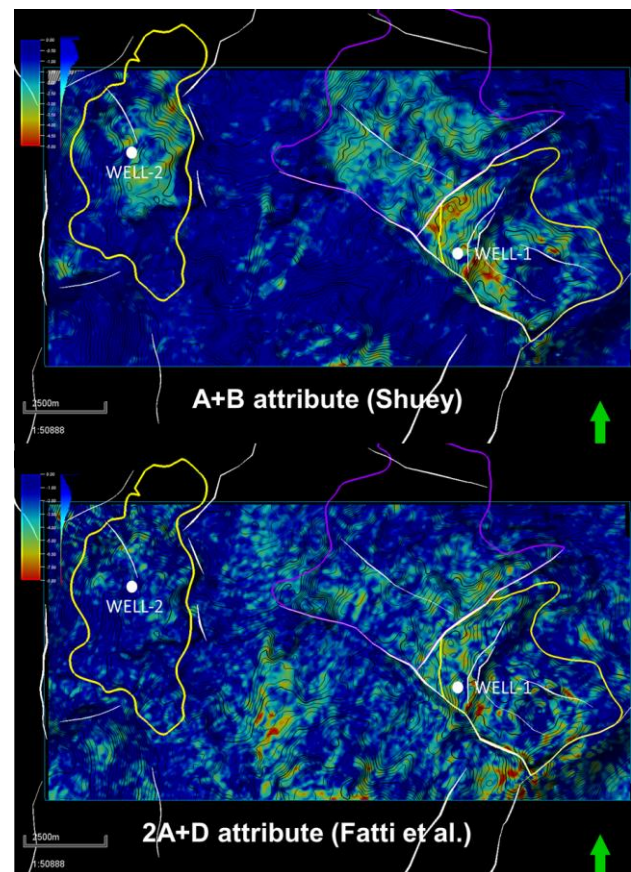 WELL-2
WELL-1
A+B attribute (Shuey)
2500m
1:50888
WELL-2
WELL-1
2A+D attribute (Fatti et al.)
2500m
1:50888